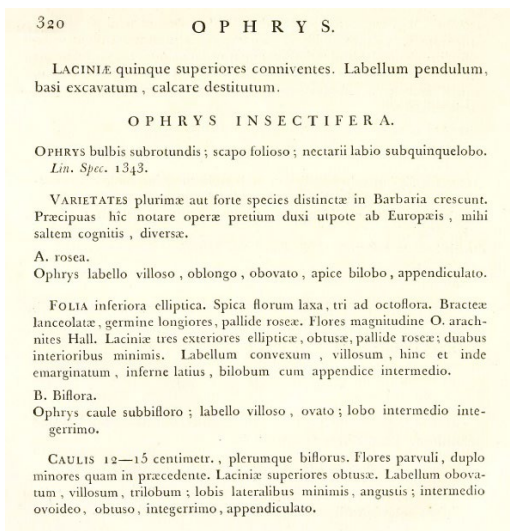 320
OPHRYS.
LACINIÆ quinque superiores conniventes. Labellum pendulum,
basi excavatum, calcare destitutum.
OPHRYS INSECTIFERA.
OPHRYS bulbis subrotundis; scapo folioso; nectarii labio subquinquelobo.
Lin. Spec. 1343.
VARIETATES plurimæ aut forte species distinctæ in Barbaria crescunt.
Præcipuas hîc notare operæ pretium duxi utpote ab Europæis, mihi
saltem cognitis, diversæ.
A. rosea.
Ophrys labello villoso, oblongo, obovato, apice bilobo, appendiculato.
FOLIA inferiora elliptica. Spica florum laxa, tri ad octoflora. Bracteæ
lanceolatæ, germine longiores, pallide roseæ. Flores magnitudine O. arach-
nites Hall. Laciniæ tres exteriores ellipticæ, obtusæ, pallide roseæ; duabus
interioribus minimis. Labellum convexum, villosum, hinc et inde
emarginatum, inferne latius, bilobum cum appendice intermedio.
B. Biflora.
Ophrys caule subbifloro; labello villoso, ovato; lobo intermedio inte-
gerrimo.
CAULIS 12—15 centimetr., plerumque biflorus. Flores parvuli, duplo
minores quam in præcedente. Laciniæ superiores obtusæ. Labellum obova-
tum, villosum, trilobum; lobis lateralibus minimis, angustis; intermedio
ovoideo, obtuso, integerrimo, appendiculato.